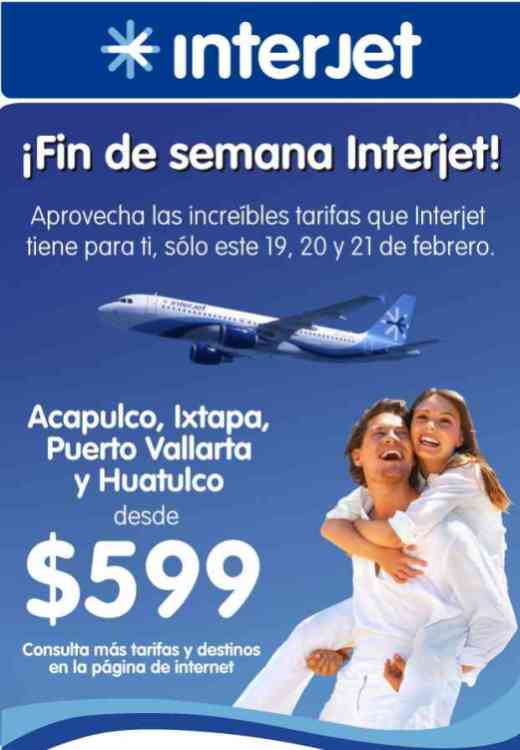 interjet
¡Fin de semana Interjet!
Aprovecha las increíbles tarifas que Interjet
tiene para ti, sólo este 19, 20 y 21 de febrero.
interjet
Acapulco, Ixtapa,
Puerto Vallarta
y Huatulco
desde
$599
Consulta más tarifas y destinos
en la página de internet